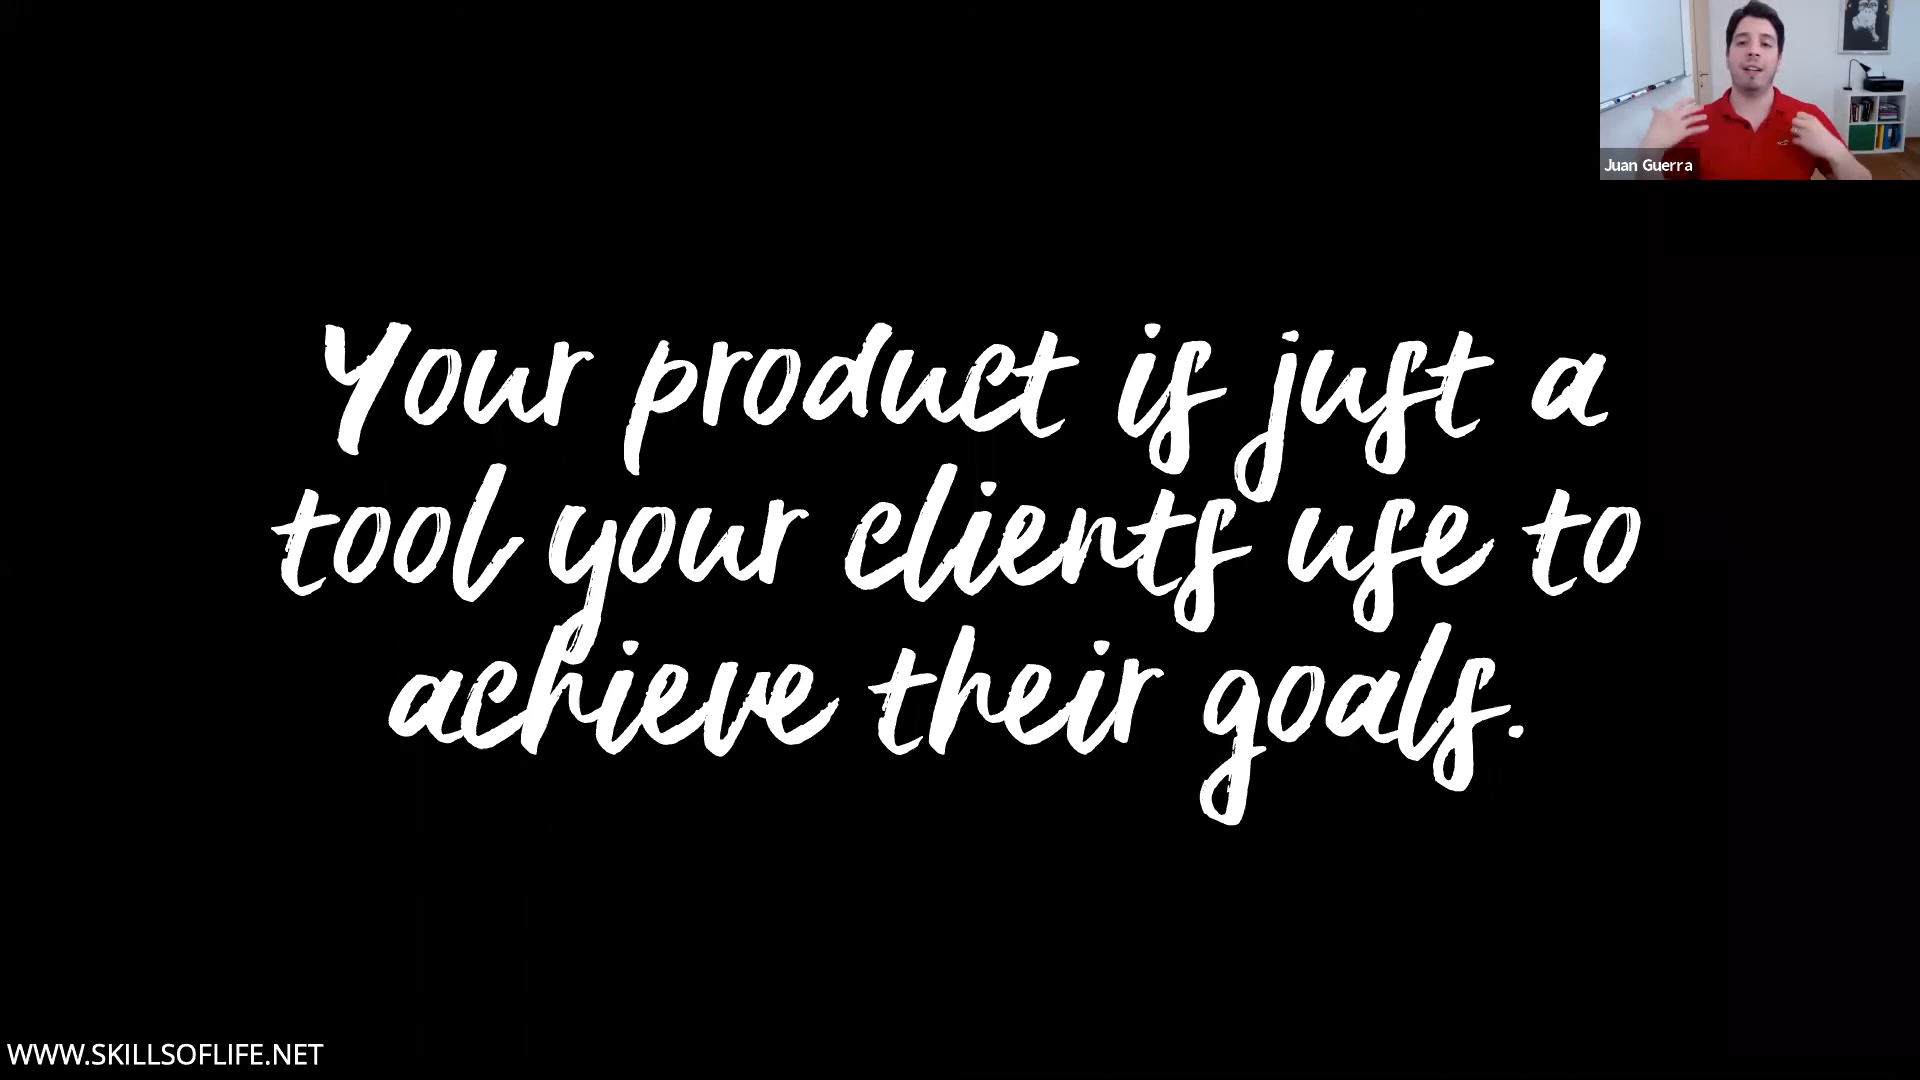 Juan Guerra
Your product is just a
tool your clients use to
achieve their goals.
WWW.SKILLSOFLIFE.NET